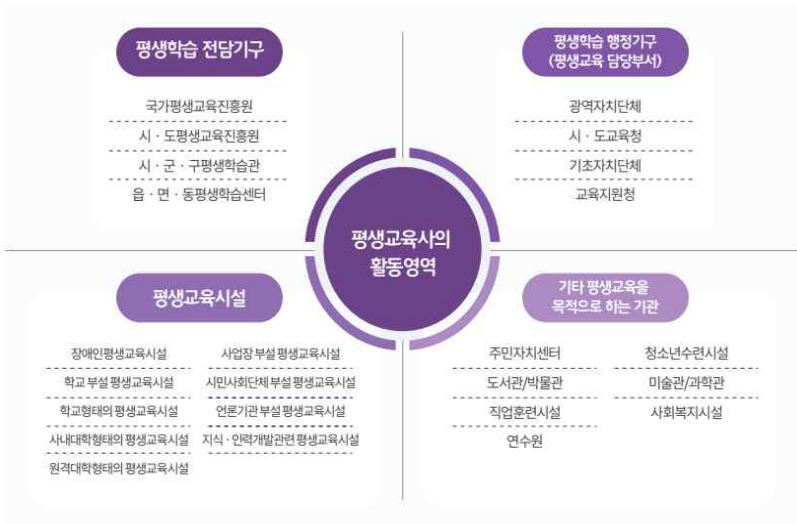 평생학습 전담기구
국가평생교육진흥원
시 · 도평생교육진흥원
시 · 군 · 구평생학습관
읍 · 면 · 동평생학습센터
평생학습 행정기구
(평생교육 담당부서)
광역자치단체
시 · 도교육청
기초자치단체
교육지원청
평생교육사의
활동영역
평생교육시설
장애인평생교육시설
학교 부설 평생교육시설
학교형태의 평생교육시설
사내대학형태의 평생교육시설
원격대학형태의 평생교육시설
사업장 부설 평생교육시설
시민사회단체 부설 평생교육시설
언론기관 부설 평생교육시설
지식 · 인력개발관련 평생교육시설
기타 평생교육을
목적으로 하는 기관
주민자치센터
도서관/박물관
직업훈련시설
연수원
청소년수련시설
미술관/과학관
사회복지시설